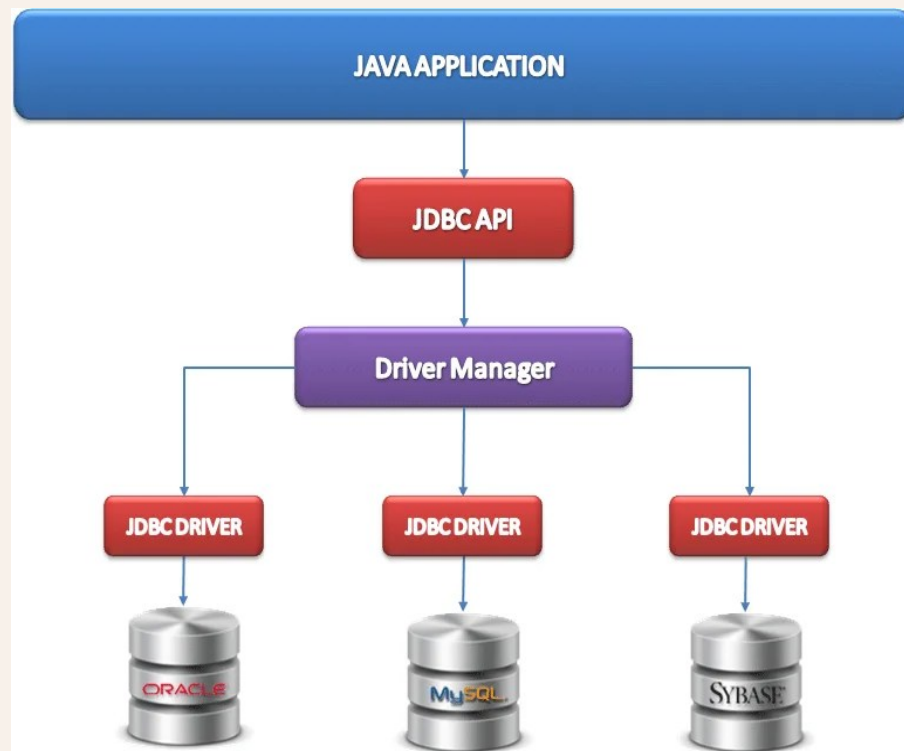 JAVA APPLICATION
JDBC API
Driver Manager
JDBC DRIVER
JDBC DRIVER
JDBC DRIVER
ORACLE
MySQL
SYBASE